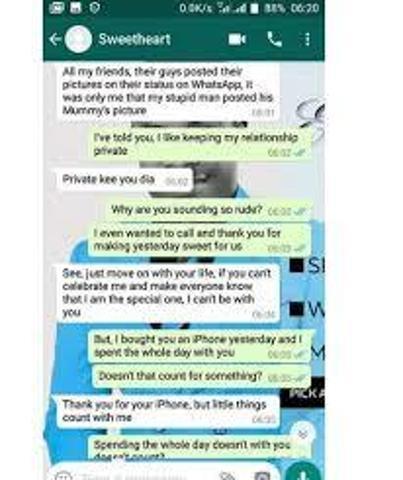 0.0K/s 88% 06:20
Sweetheart
All my friends, their guys posted their
pictures on their status on WhatsApp, it
was only me that my stupid man posted his
Mummy's picture 06:01
I've told you, I like keeping my relationship
private 06:02
Private kee you dia 06:02
Why are you sounding so rude? 06:02
I even wanted to call and thank you for
making yesterday sweet for us 06:03
See, just move on with your life, if you can't
celebrate me and make everyone know
that I am the special one, I can't be with
you 06:04
But, I bought you an iPhone yesterday and I
spent the whole day with you 06:05
Doesn't that count for something? 06:05
Thank you for your iPhone, but little things
count with me 06:05
Spending the whole day doesn't with you
doesn't count?
PICK A